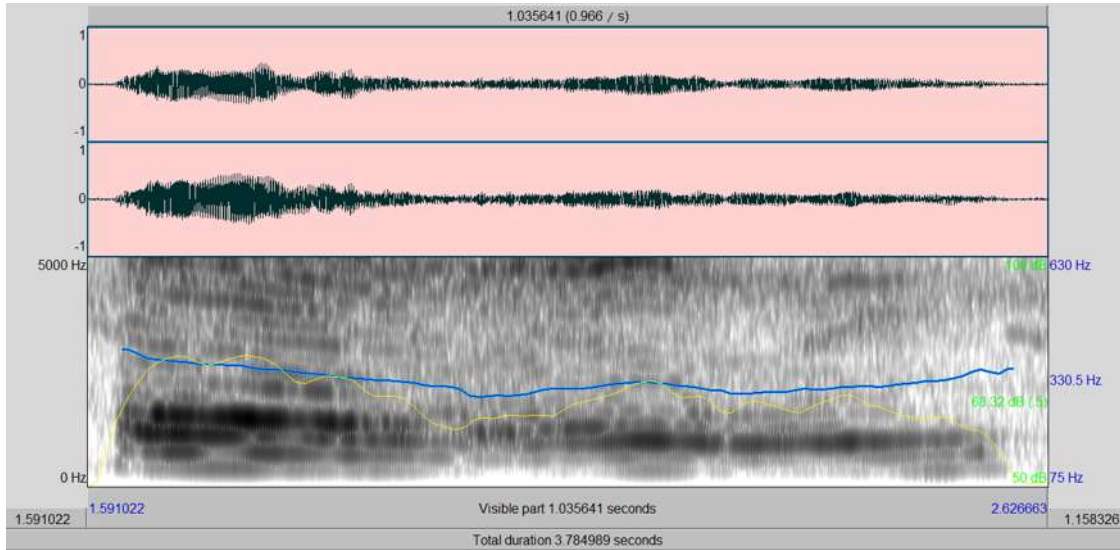 1.035641 (0.966 / s)
1
0
-1
1
0
-1
5000 Hz 100 dB 630 Hz
330.5 Hz
68.32 dB (.5)
0 Hz 50 dB 75 Hz
1.591022 Visible part 1.035641 seconds 2.626663
1.591022 1.158326
Total duration 3.784989 seconds